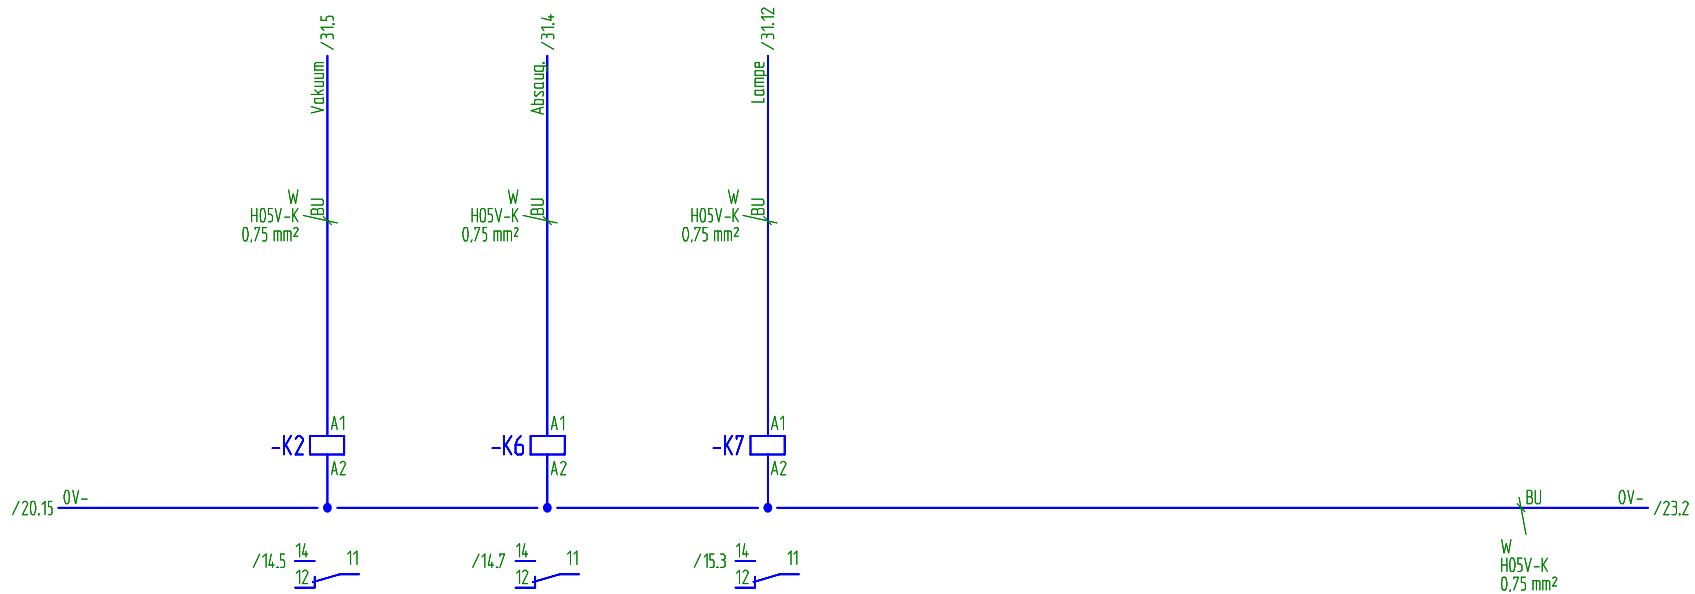 /31.5
/31.4
/31.12
Vakuum
Absaug.
Lampe
W
H05V-K
0,75 mm²
BU
W
H05V-K
0,75 mm²
BU
W
H05V-K
0,75 mm²
BU
A1
-K2
A2
A1
-K6
A2
A1
-K7
A2
/20.15
0V-
BU
0V-
/23.2
W
H05V-K
0,75 mm²
/14.5
14
11
12
/14.7
14
11
12
/15.3
14
11
12